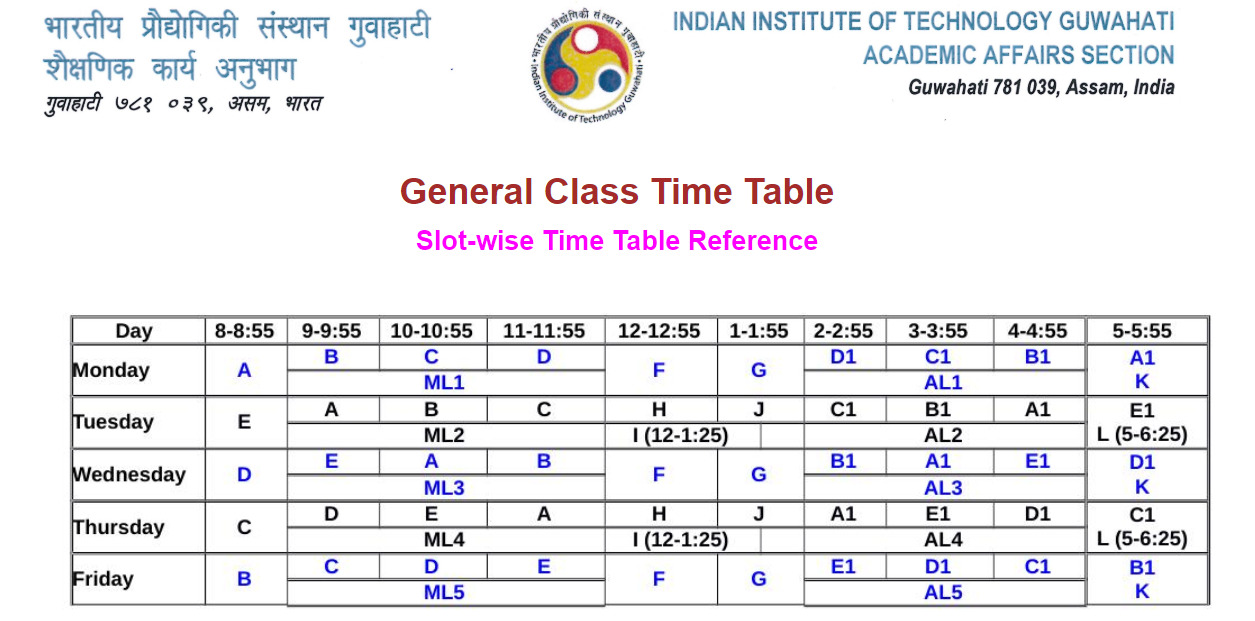 भारतीय प्रौद्योगिकी संस्थान गुवाहाटी
शैक्षणिक कार्य अनुभाग
गुवाहाटी ७८१ ०३९, असम, भारत
भारतीय प्रौद्योगिकी संस्थान गुवाहाटी
Indian Institute of Technology Guwahati
INDIAN INSTITUTE OF TECHNOLOGY GUWAHATI
ACADEMIC AFFAIRS SECTION
Guwahati 781 039, Assam, India
General Class Time Table
Slot-wise Time Table Reference
Day 8-8:55 9-9:55 10-10:55 11-11:55 12-12:55 1-1:55 2-2:55 3-3:55 4-4:55 5-5:55
Monday A B C D F G D1 C1 B1 A1
ML1 AL1 K
Tuesday E A B C H J C1 B1 A1 E1
ML2 I (12-1:25) AL2 L (5-6:25)
Wednesday D E A B F G B1 A1 E1 D1
ML3 AL3 K
Thursday C D E A H J A1 E1 D1 C1
ML4 I (12-1:25) AL4 L (5-6:25)
Friday B C D E F G E1 D1 C1 B1
ML5 AL5 K